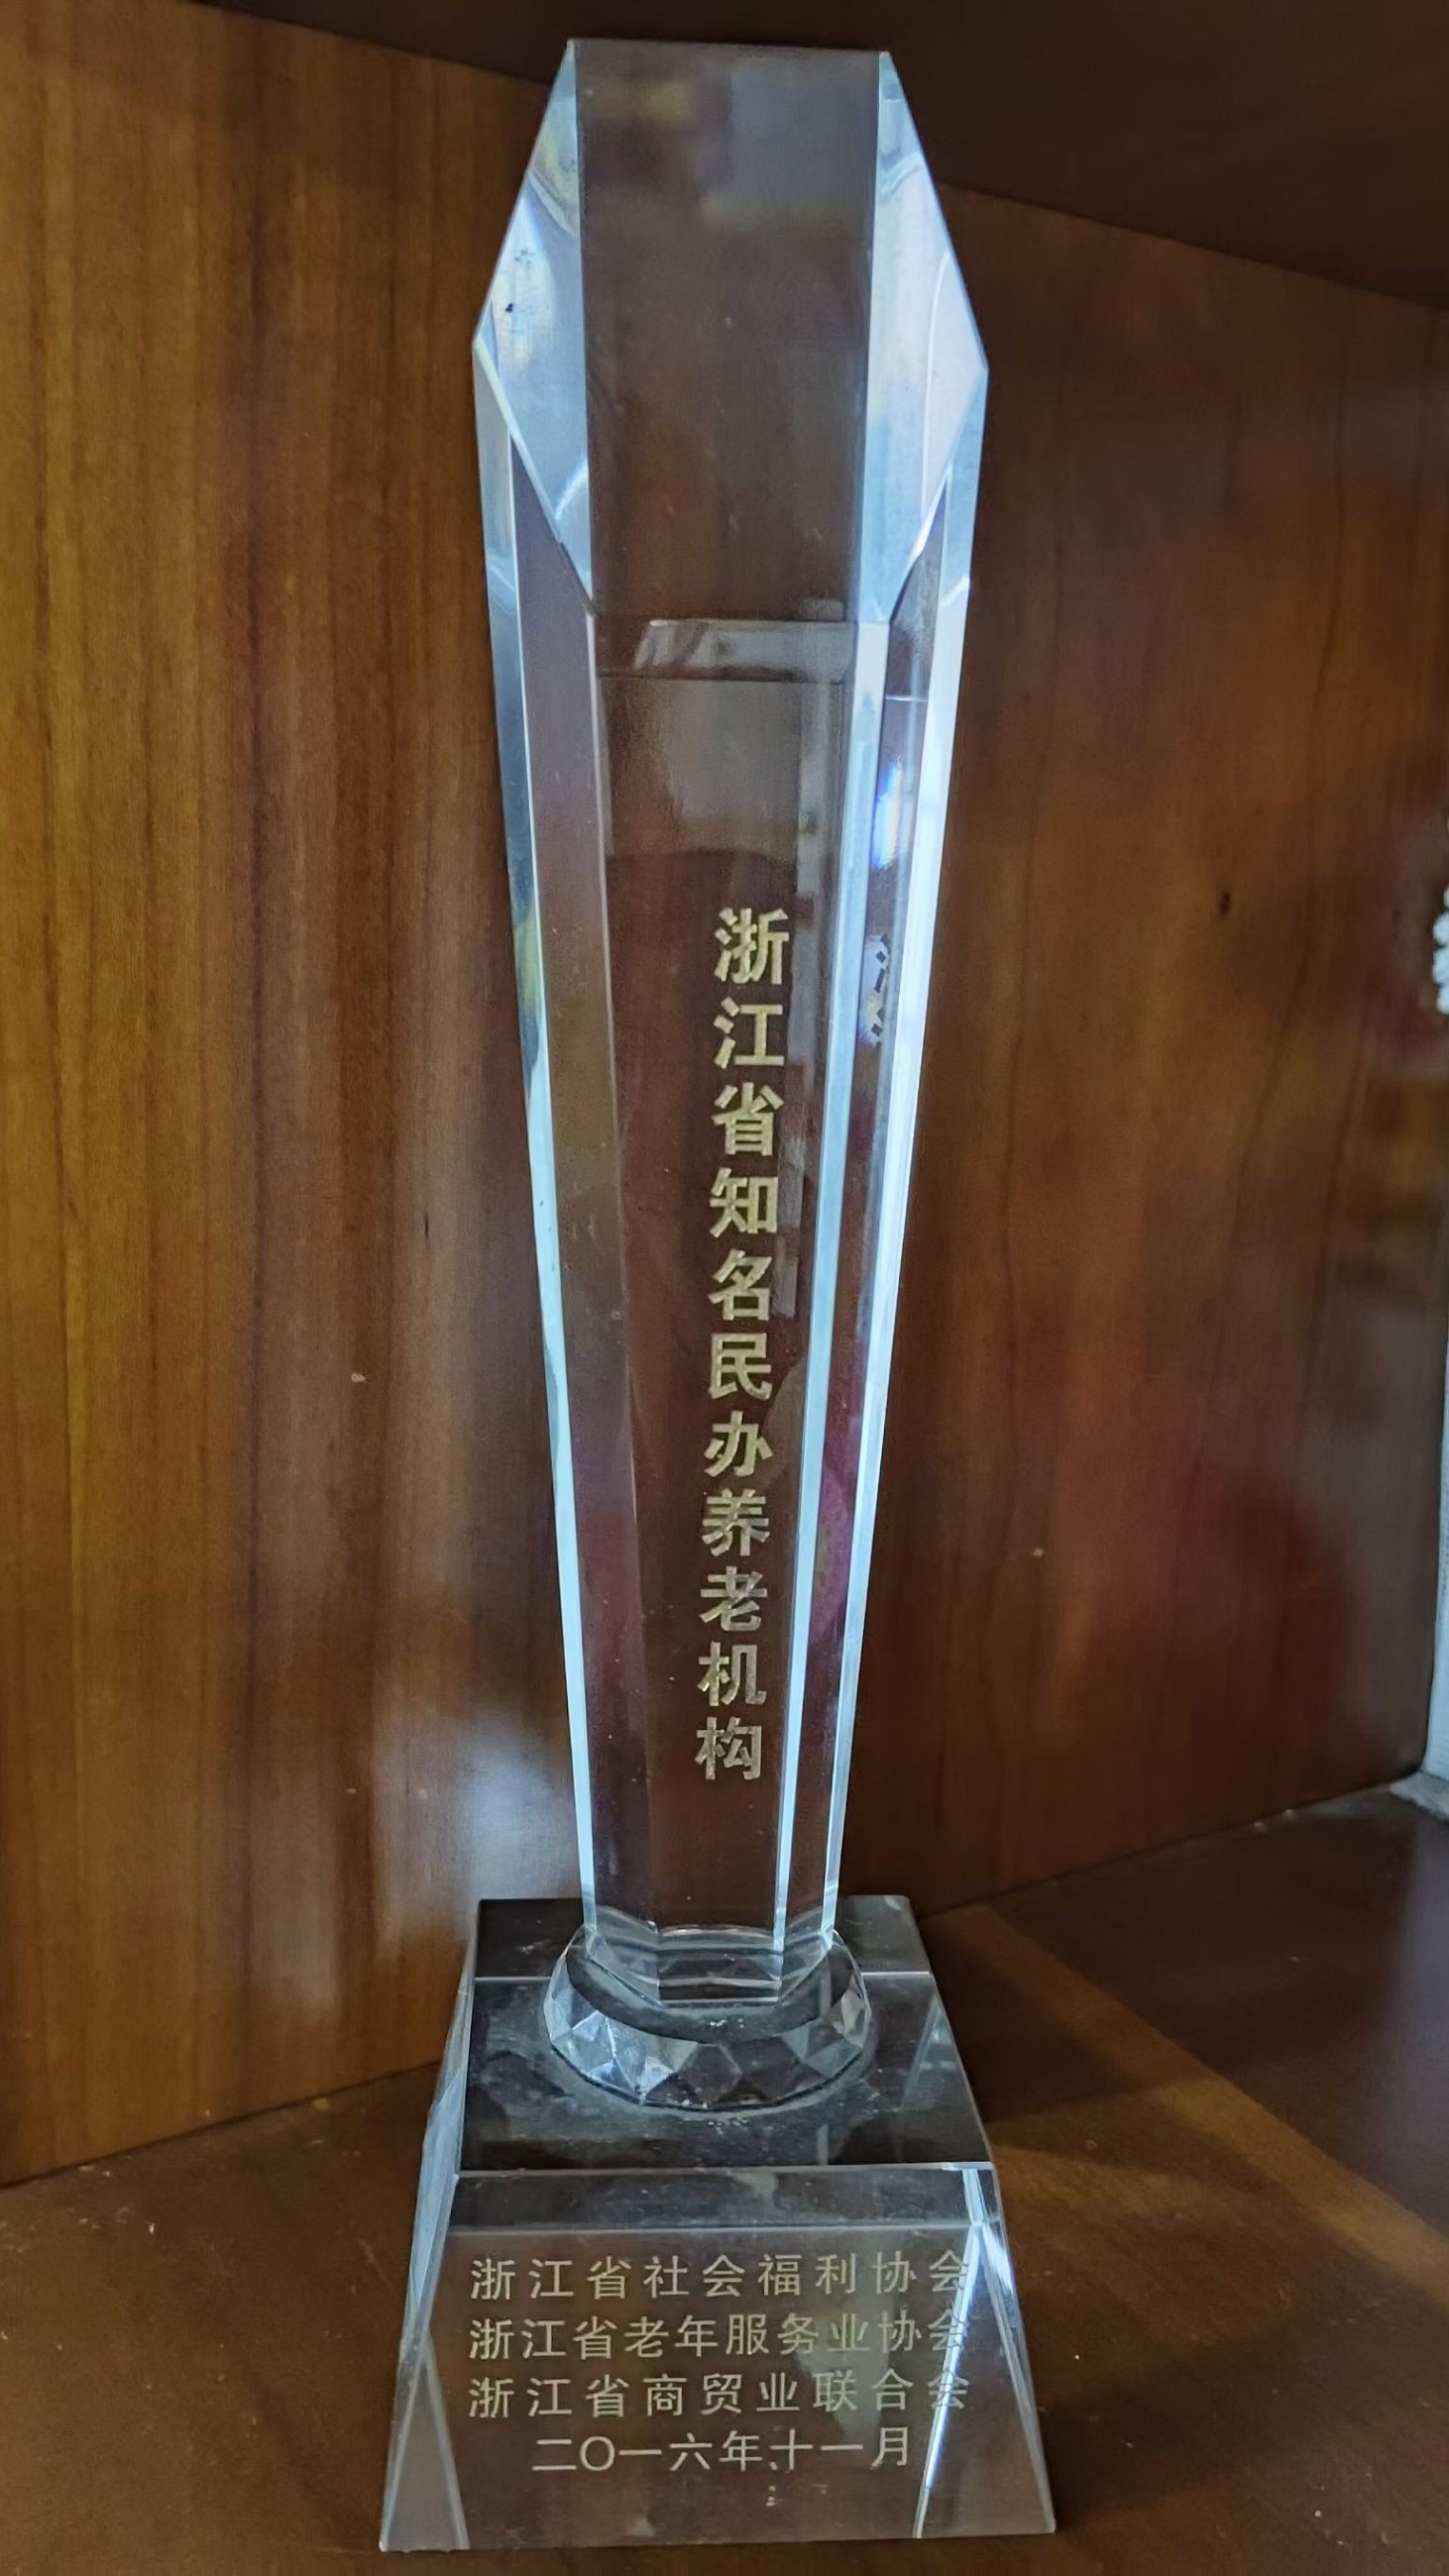 浙江省知名民办养老机构
浙江省社会福利协会
浙江省老年服务业协会
浙江省商贸业联合会
二〇一六年十一月